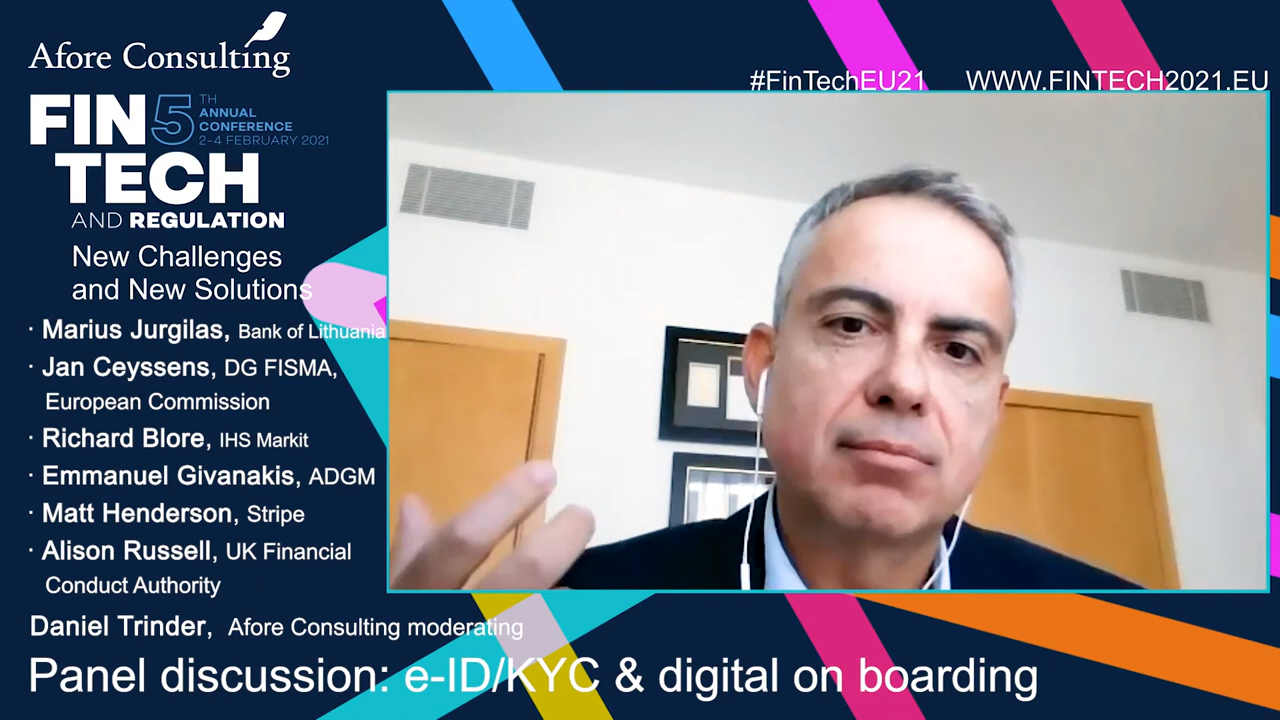 Afore Consulting
#FinTechEU21 WWW.FINTECH2021.EU
FIN5TH ANNUAL CONFERENCE
2-4 FEBRUARY 2021
TECH
AND REGULATION
New Challenges
and New Solutions
· Marius Jurgilas, Bank of Lithuania
· Jan Ceyssens, DG FISMA,
European Commission
· Richard Blore, IHS Markit
· Emmanuel Givanakis, ADGM
· Matt Henderson, Stripe
· Alison Russell, UK Financial
Conduct Authority
Daniel Trinder, Afore Consulting moderating
Panel discussion: e-ID/KYC & digital on boarding